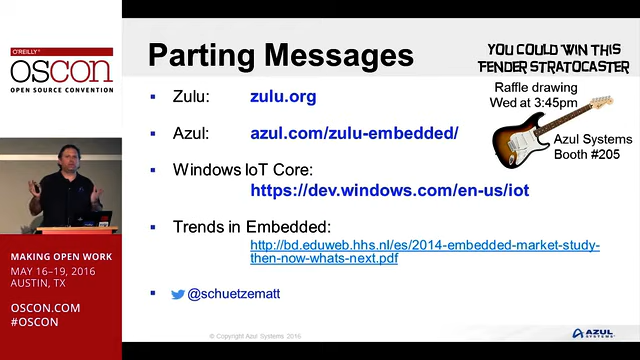 O'REILLY®
OSCON
OPEN SOURCE CONVENTION
MAKING OPEN WORK
MAY 16–19, 2016
AUSTIN, TX
OSCON.COM
#OSCON
Parting Messages
▪ Zulu: zulu.org
▪ Azul: azul.com/zulu-embedded/
▪ Windows IoT Core:
https://dev.windows.com/en-us/iot
▪ Trends in Embedded:
http://bd.eduweb.hhs.nl/es/2014-embedded-market-study-
then-now-whats-next.pdf
▪ @schuetzematt
YOU COULD WIN THIS
FENDER STRATOCASTER
Raffle drawing
Wed at 3:45pm
Azul Systems
Booth #205
© Copyright Azul Systems 2016
AZUL
SYSTEMS